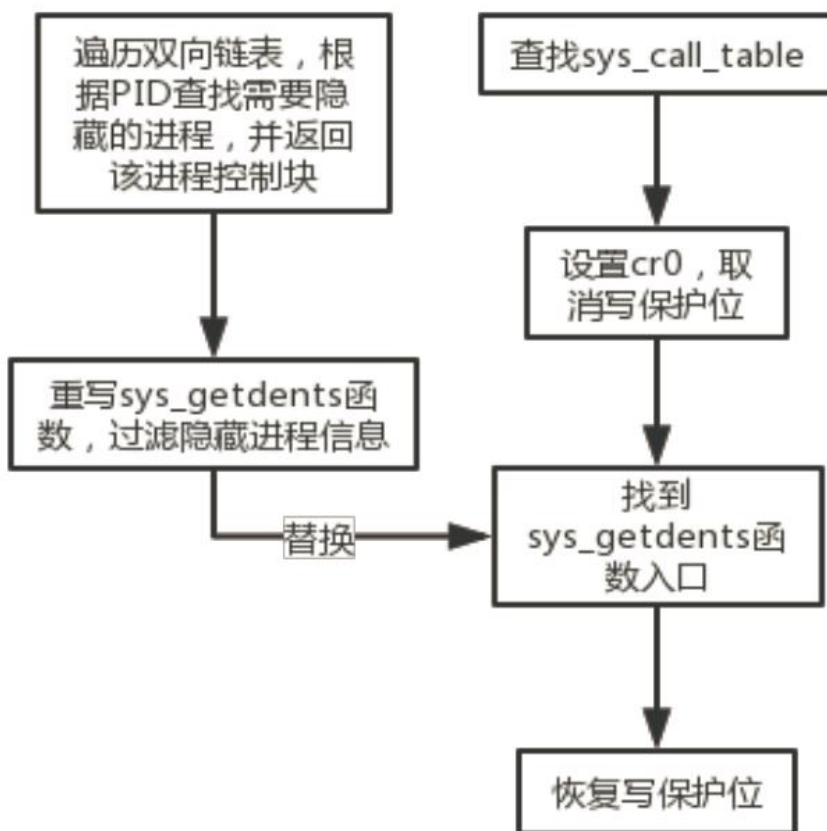 遍历双向链表，根
据PID查找需要隐
藏的进程，并返回
该进程控制块
查找sys_call_table
设置cr0，取
消写保护位
重写sys_getdents函
数，过滤隐藏进程信息
替换
找到
sys_getdents函
数入口
恢复写保护位